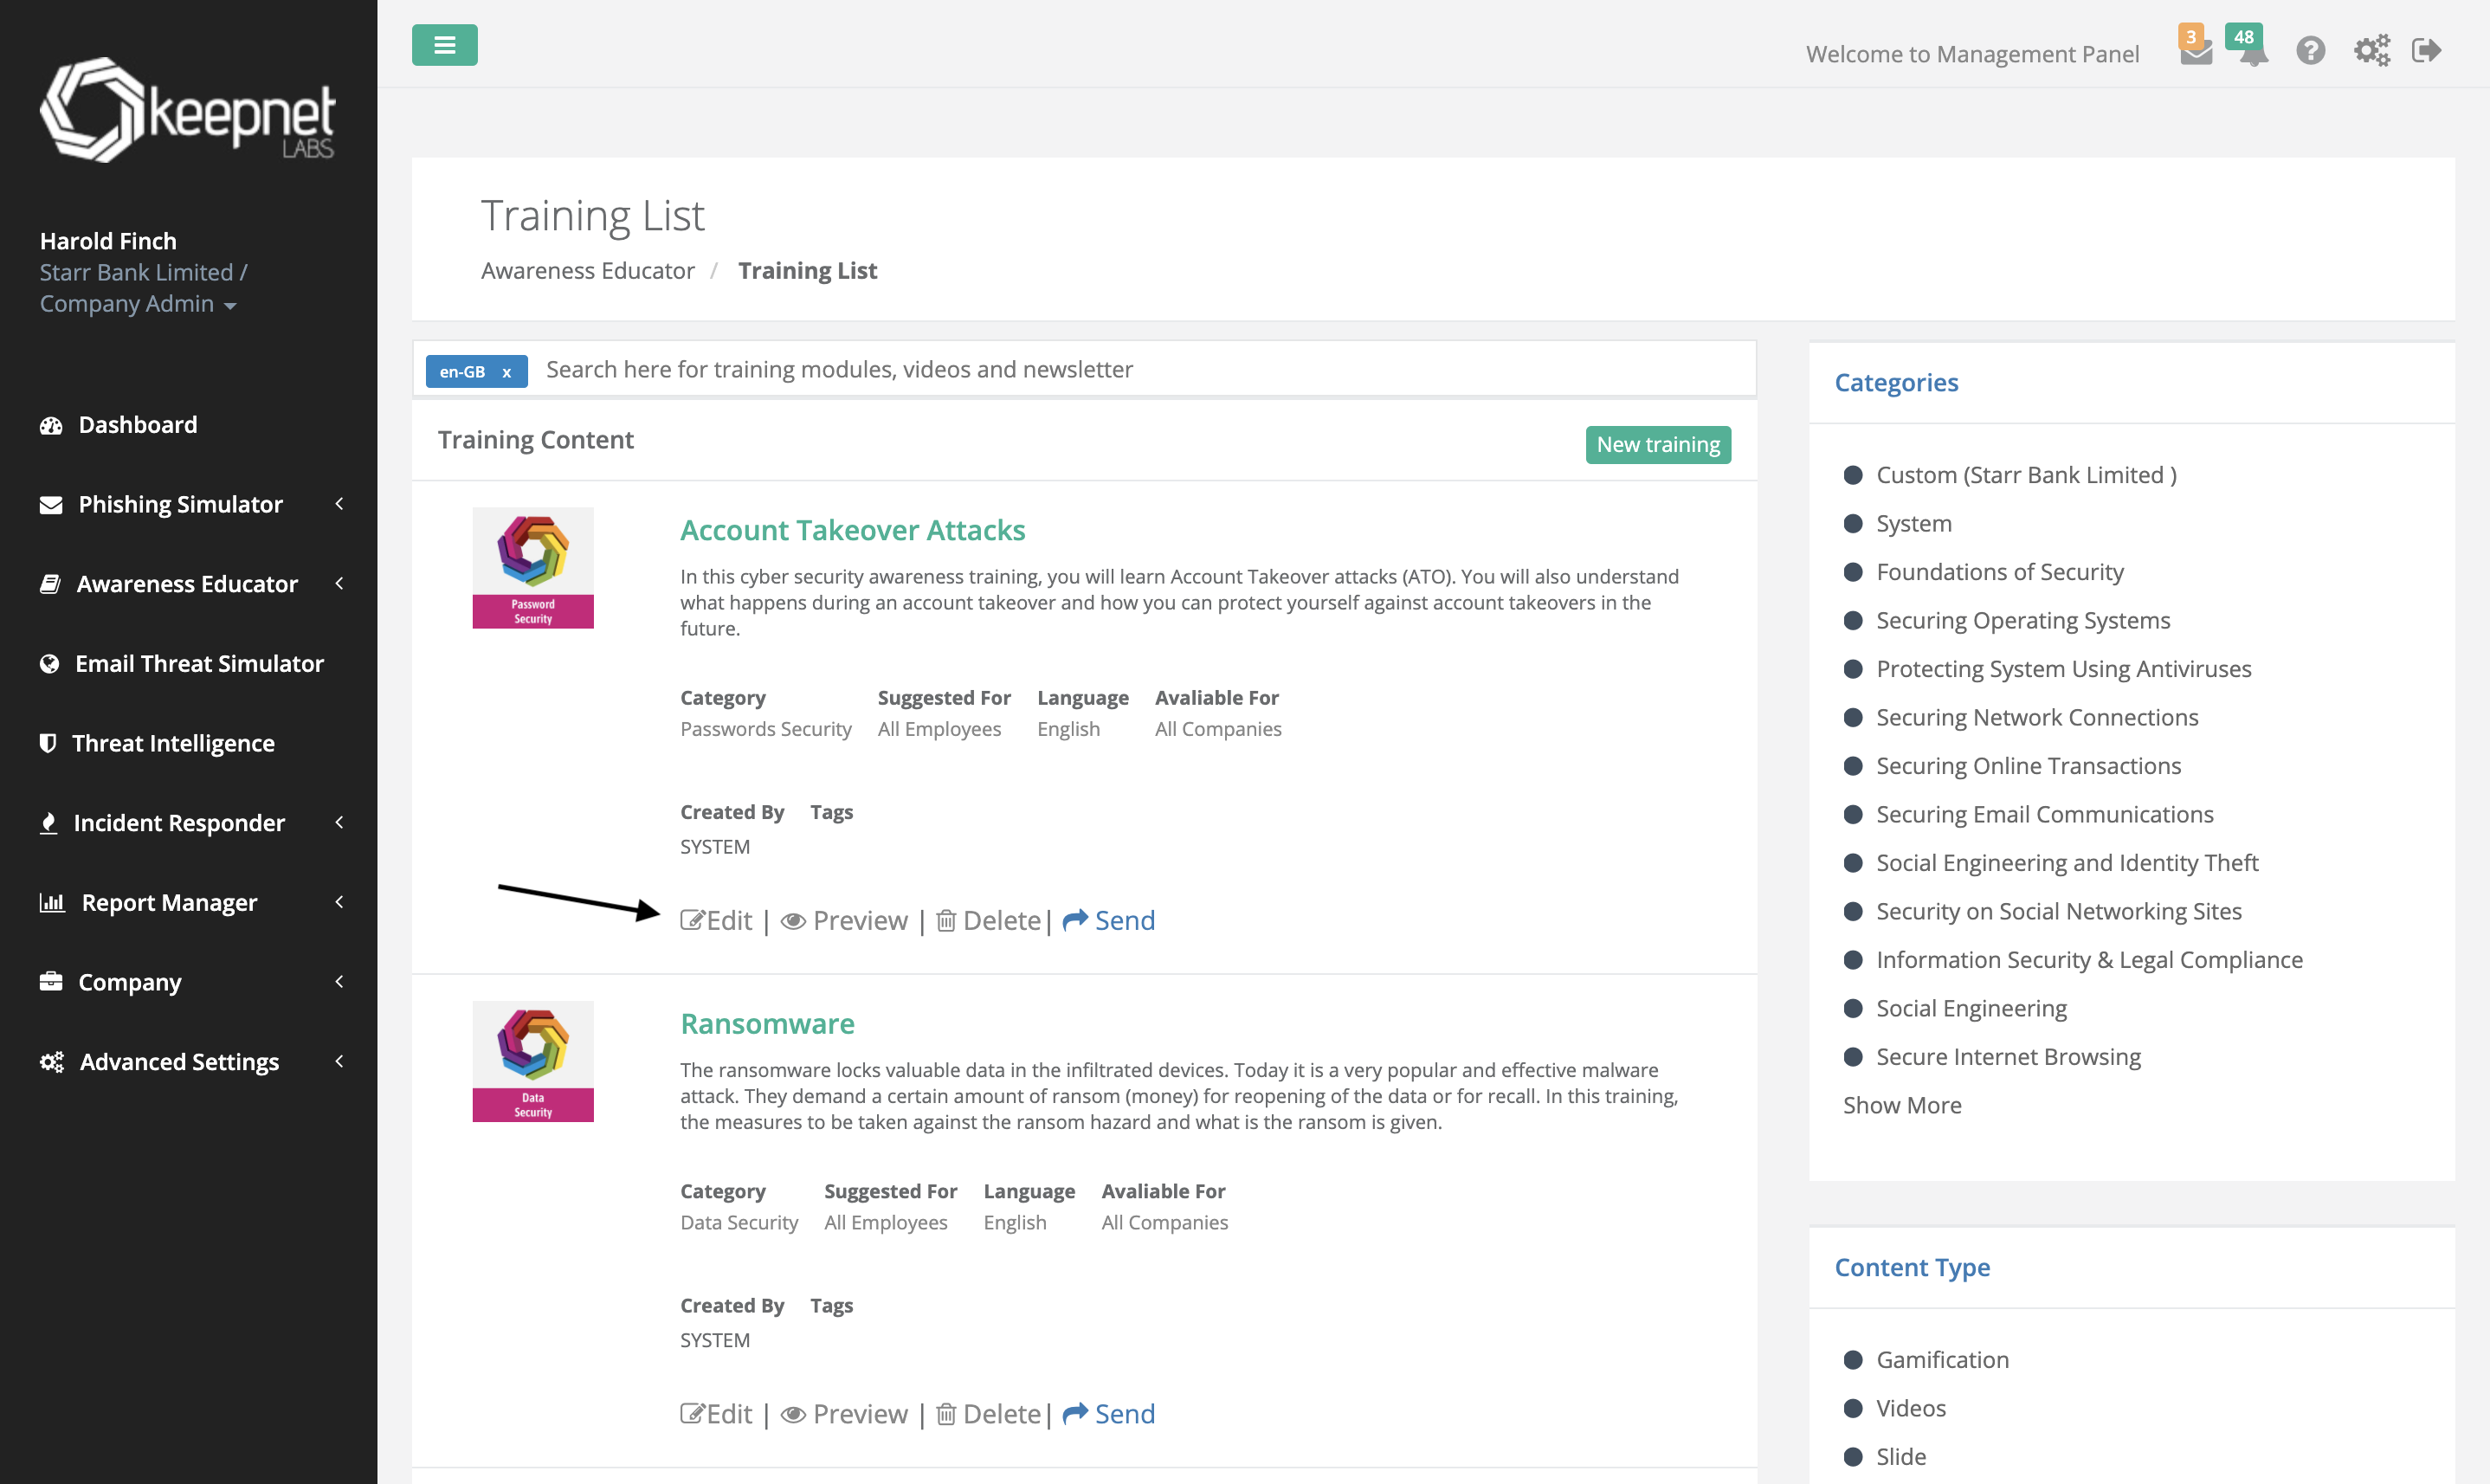 keepnet
LABS
Harold Finch
Starr Bank Limited /
Company Admin
Dashboard
Phishing Simulator
Awareness Educator
Email Threat Simulator
Threat Intelligence
Incident Responder
Report Manager
Company
Advanced Settings
Welcome to Management Panel
3
48
Training List
Awareness Educator / Training List
en-GB x Search here for training modules, videos and newsletter
Training Content
New training
Password
Security
Account Takeover Attacks
In this cyber security awareness training, you will learn Account Takeover attacks (ATO). You will also understand
what happens during an account takeover and how you can protect yourself against account takeovers in the
future.
Category Suggested For Language Avaliable For
Passwords Security All Employees English All Companies
Created By Tags
SYSTEM
Edit | Preview | Delete | Send
Data
Security
Ransomware
The ransomware locks valuable data in the infiltrated devices. Today it is a very popular and effective malware
attack. They demand a certain amount of ransom (money) for reopening of the data or for recall. In this training,
the measures to be taken against the ransom hazard and what is the ransom is given.
Category Suggested For Language Avaliable For
Data Security All Employees English All Companies
Created By Tags
SYSTEM
Edit | Preview | Delete | Send
Categories
Custom (Starr Bank Limited )
System
Foundations of Security
Securing Operating Systems
Protecting System Using Antiviruses
Securing Network Connections
Securing Online Transactions
Securing Email Communications
Social Engineering and Identity Theft
Security on Social Networking Sites
Information Security & Legal Compliance
Social Engineering
Secure Internet Browsing
Show More
Content Type
Gamification
Videos
Slide